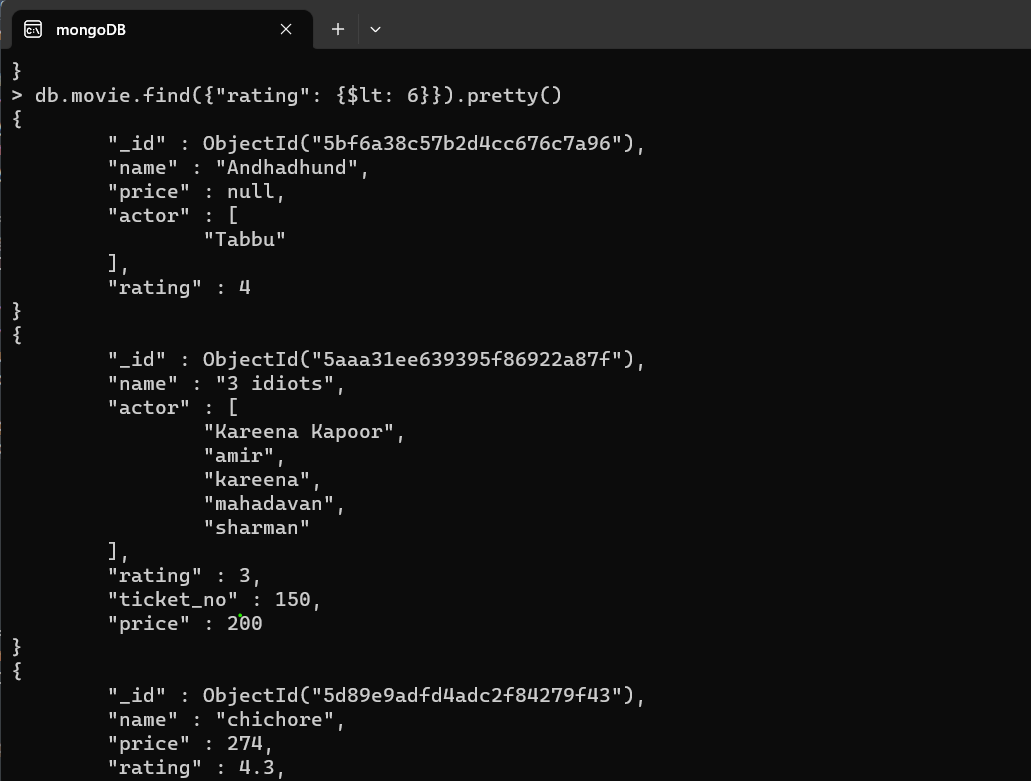 mongoDB
}
> db.movie.find({"rating": {$lt: 6}}).pretty()
{
"_id" : ObjectId("5bf6a38c57b2d4cc676c7a96"),
"name" : "Andhadhund",
"price" : null,
"actor" : [
"Tabbu"
],
"rating" : 4
}
{
"_id" : ObjectId("5aaa31ee639395f86922a87f"),
"name" : "3 idiots",
"actor" : [
"Kareena Kapoor",
"amir",
"kareena",
"mahadavan",
"sharman"
],
"rating" : 3,
"ticket_no" : 150,
"price" : 200
}
{
"_id" : ObjectId("5d89e9adfd4adc2f84279f43"),
"name" : "chichore",
"price" : 274,
"rating" : 4.3,